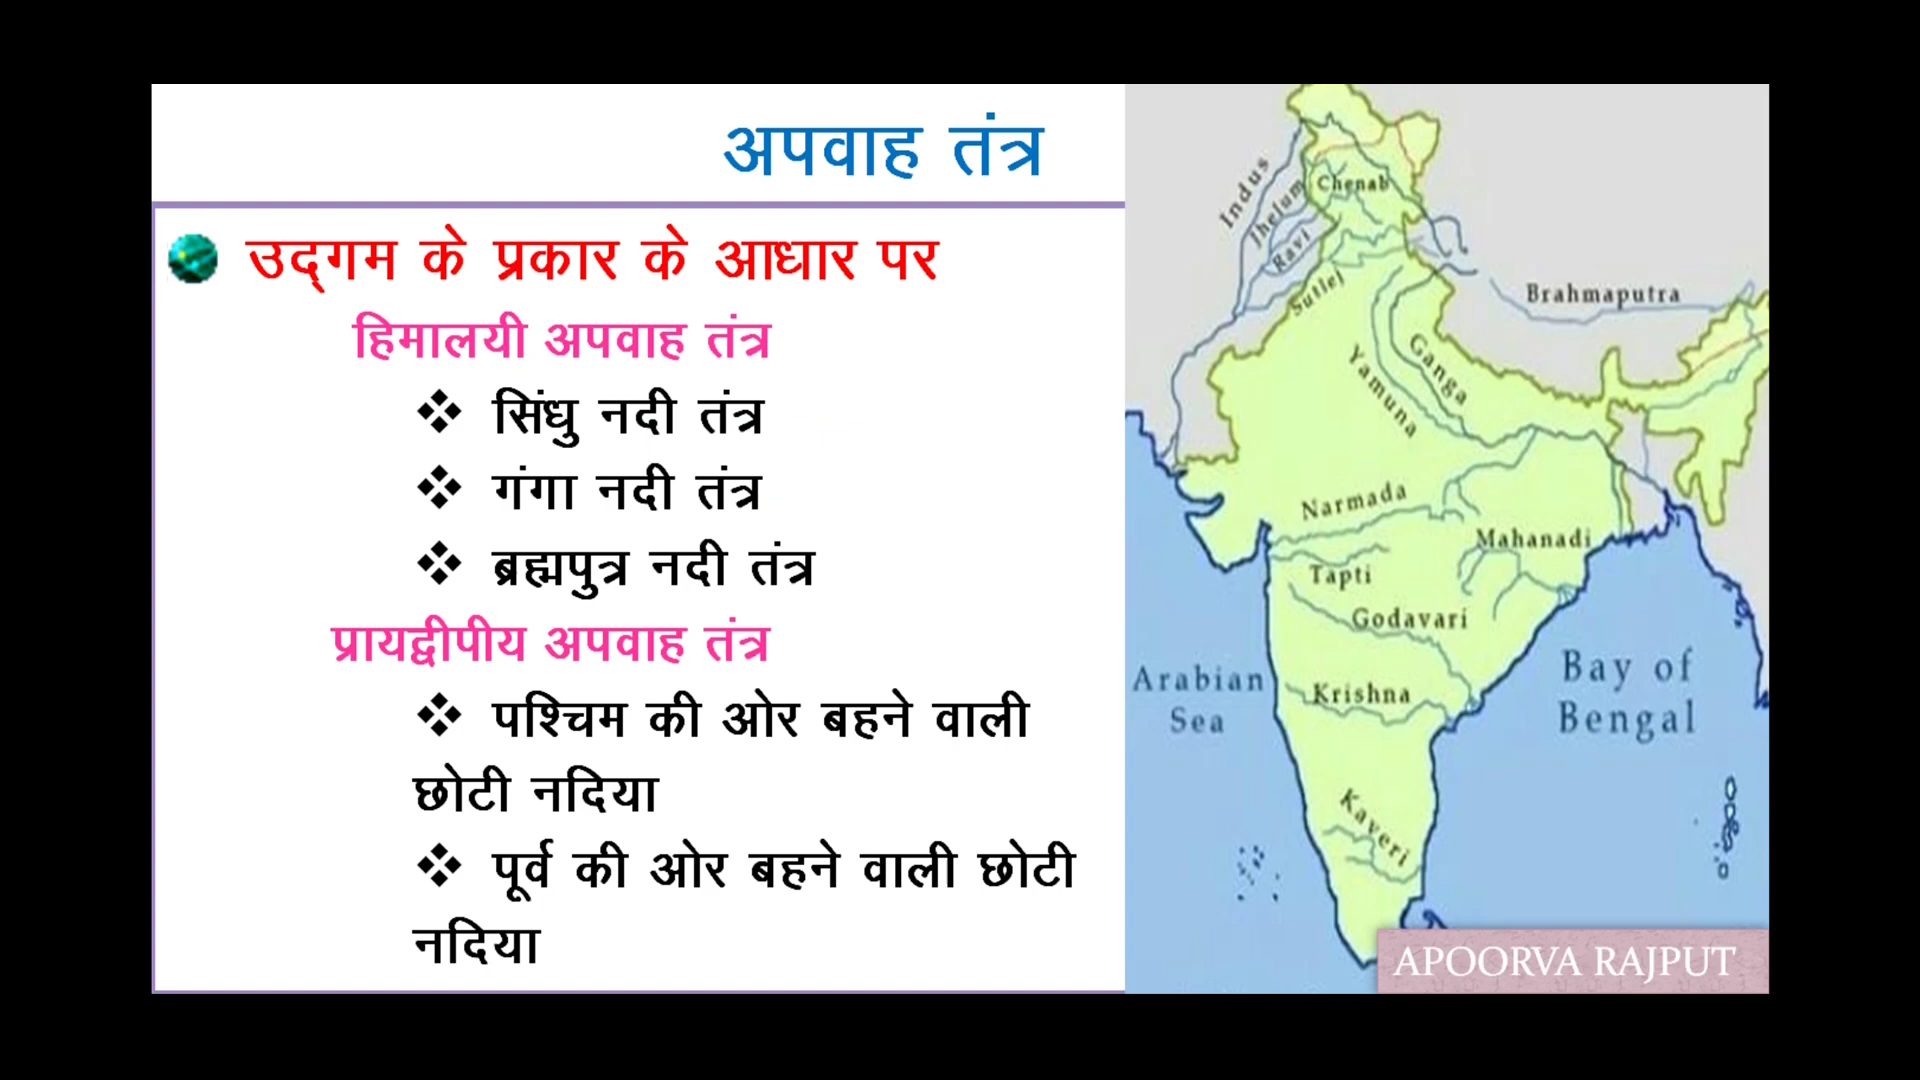 अपवाह तंत्र
उद्गम के प्रकार के आधार पर
हिमालयी अपवाह तंत्र
❖ सिंधु नदी तंत्र
❖ गंगा नदी तंत्र
❖ ब्रह्मपुत्र नदी तंत्र
प्रायद्वीपीय अपवाह तंत्र
❖ पश्चिम की ओर बहने वाली
छोटी नदिया
❖ पूर्व की ओर बहने वाली छोटी
नदिया
Indus
Jhelum
Chenab
Ravi
Sutlej
Brahmaputra
Ganga
Yamuna
Narmada
Mahanadi
Tapti
Godavari
Arabian
Sea
Krishna
Bay of
Bengal
Kaveri
APOORVA RAJPUT